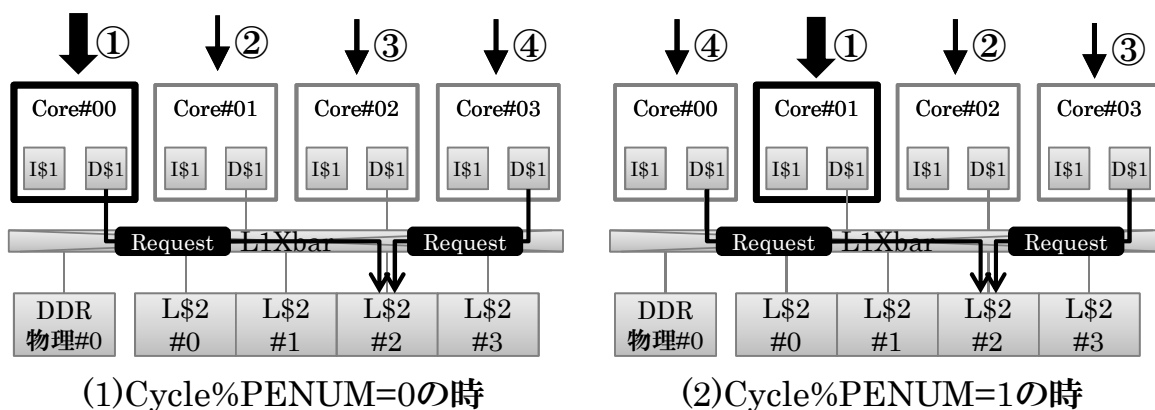 ① ② ③ ④
Core#00 Core#01 Core#02 Core#03
I$1 D$1 I$1 D$1 I$1 D$1 I$1 D$1
Request L1Xbar Request
DDR
物理#0
L$2
#0
L$2
#1
L$2
#2
L$2
#3
(1)Cycle%PENUM=0の時
④ ① ② ③
Core#00 Core#01 Core#02 Core#03
I$1 D$1 I$1 D$1 I$1 D$1 I$1 D$1
Request L1Xbar Request
DDR
物理#0
L$2
#0
L$2
#1
L$2
#2
L$2
#3
(2)Cycle%PENUM=1の時